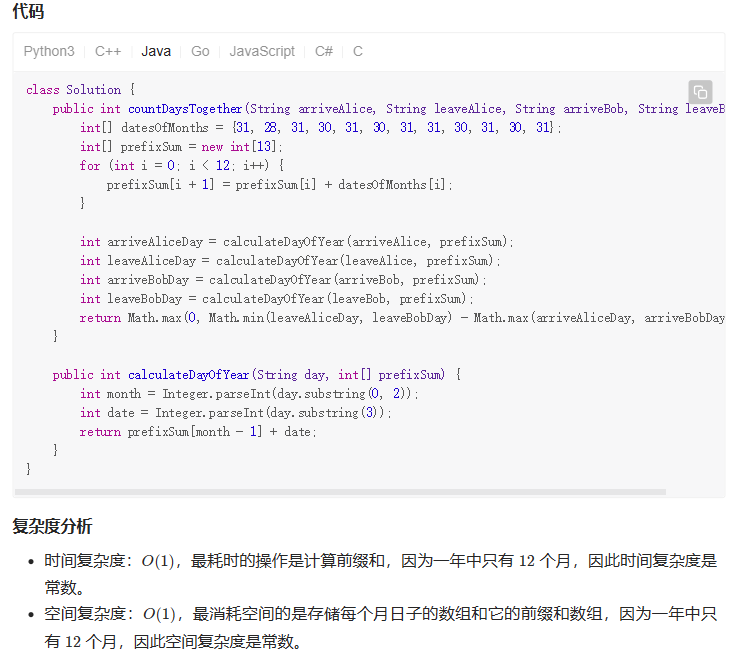 代码
Python3 C++ Java Go JavaScript C# C
class Solution {
    public int countDaysTogether(String arriveAlice, String leaveAlice, String arriveBob, String leaveB
        int[] datesOfMonths = {31, 28, 31, 30, 31, 30, 31, 31, 30, 31, 30, 31};
        int[] prefixSum = new int[13];
        for (int i = 0; i < 12; i++) {
            prefixSum[i + 1] = prefixSum[i] + datesOfMonths[i];
        }
        int arriveAliceDay = calculateDayOfYear(arriveAlice, prefixSum);
        int leaveAliceDay = calculateDayOfYear(leaveAlice, prefixSum);
        int arriveBobDay = calculateDayOfYear(arriveBob, prefixSum);
        int leaveBobDay = calculateDayOfYear(leaveBob, prefixSum);
        return Math.max(0, Math.min(leaveAliceDay, leaveBobDay) - Math.max(arriveAliceDay, arriveBobDay
    }
    public int calculateDayOfYear(String day, int[] prefixSum) {
        int month = Integer.parseInt(day.substring(0, 2));
        int date = Integer.parseInt(day.substring(3));
        return prefixSum[month - 1] + date;
    }
}
复杂度分析
• 时间复杂度：O(1)，最耗时的操作是计算前缀和，因为一年中只有 12 个月，因此时间复杂度是
常数。
• 空间复杂度：O(1)，最消耗空间的是存储每个月日子的数组和它的前缀和数组，因为一年中只
有 12 个月，因此空间复杂度是常数。